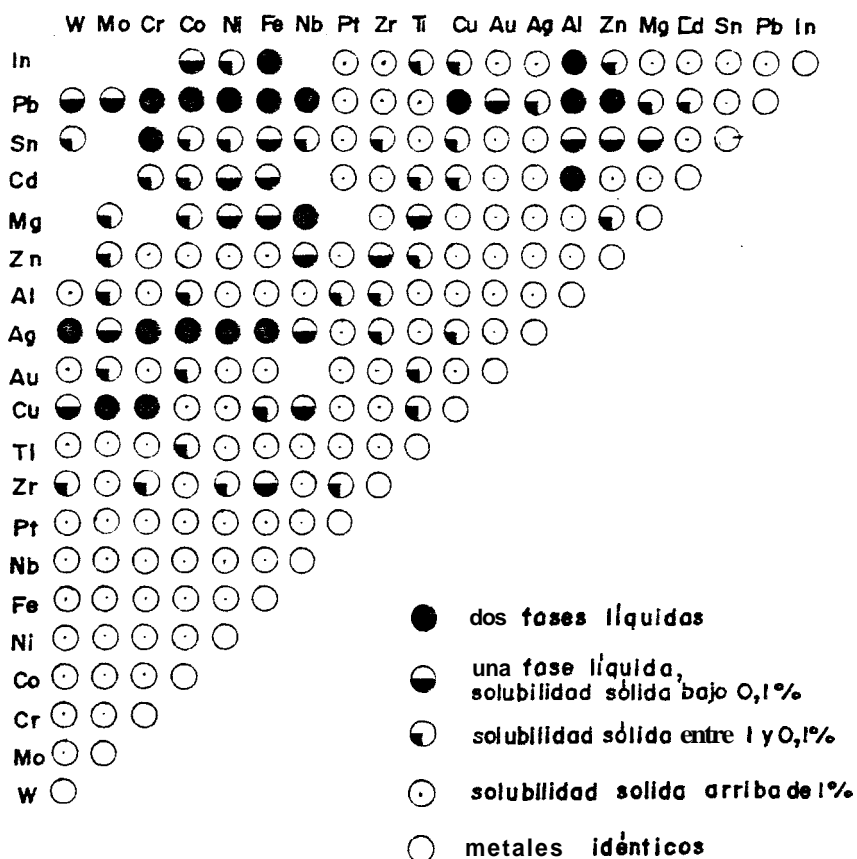 W Mo Cr Co Ni Fe Nb Pt Zr Ti Cu Au Ag Al Zn Mg Ed Sn Pb In
In
Pb
Sn
Cd
Mg
Zn
Al
Ag
Au
Cu
Tl
Zr
Pt
Nb
Fe
Ni
Co
Cr
Mo
W
dos fases líquidas
una fase líquida,
solubilidad sólida bajo 0,1%
solubilidad sólida entre 1 y 0,1%
solubilidad solida arriba de 1%
metales idénticos